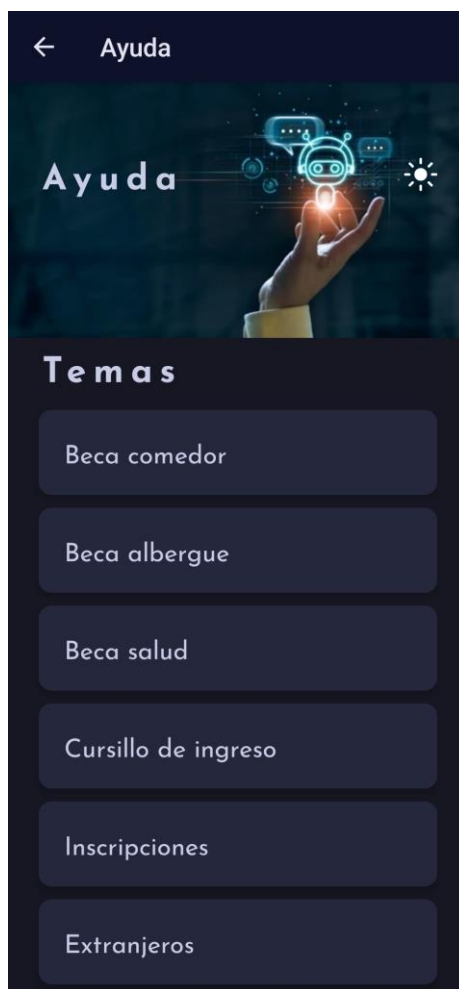 Ayuda
Ayuda
Temas
Beca comedor
Beca albergue
Beca salud
Cursillo de ingreso
Inscripciones
Extranjeros